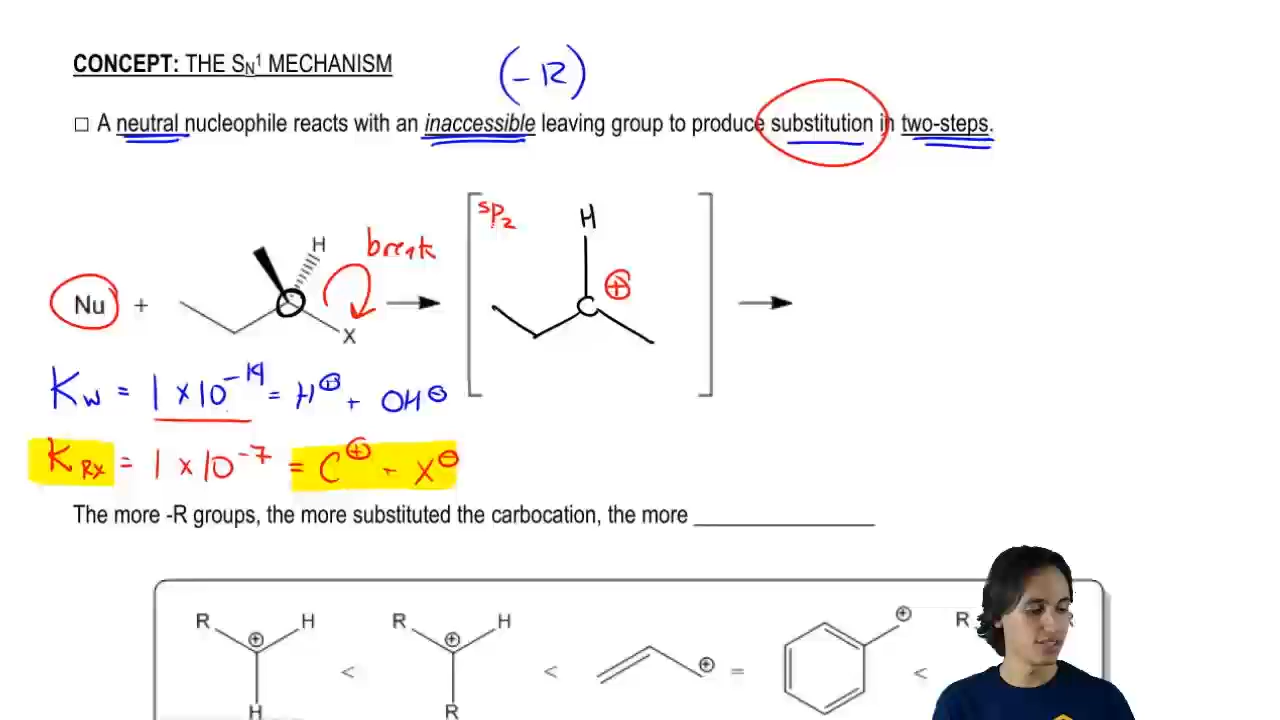 CONCEPT: THE SN1 MECHANISM
(-R)
☐ A neutral nucleophile reacts with an inaccessible leaving group to produce substitution in two-steps.
sp2
H
H
break
⊕
Nu +
C
X
Kw = 1 x 10^-14 = H⊕ + OH⊖
KRx = 1 x 10^-7 = C⊕ - X⊖
The more -R groups, the more substituted the carbocation, the more _______________
R ⊕ H
<
R ⊕ H
<
⊕
=
⊕
<
R
H
R